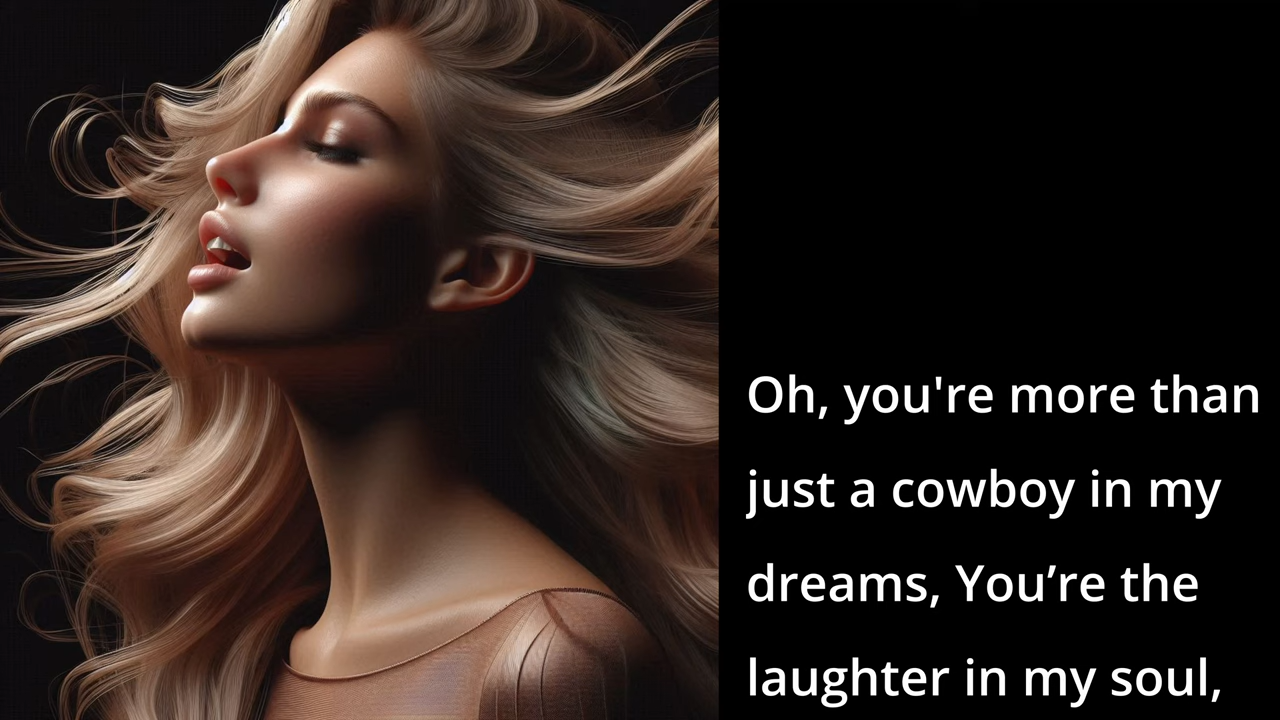 Oh, you're more than
just a cowboy in my
dreams, You’re the
laughter in my soul,